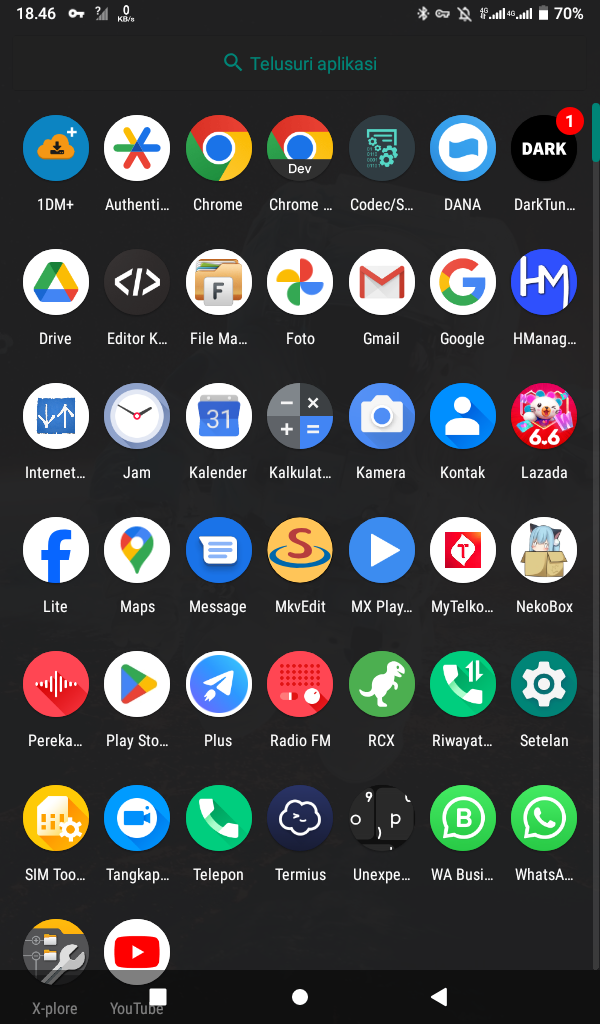 18.46
?
0
KB/s
4G
4G
70%
Telusuri aplikasi
1
Dev
DARK
1DM+
Authenti…
Chrome
Chrome …
Codec/S…
DANA
DarkTun…
F
G
HM
Drive
Editor K…
File Ma…
Foto
Gmail
Google
HManag…
31
6.6
Internet…
Jam
Kalender
Kalkulat…
Kamera
Kontak
Lazada
f
S
T
Lite
Maps
Message
MkvEdit
MX Play…
MyTelko…
NekoBox
Pereka…
Play Sto…
Plus
Radio FM
RCX
Riwayat…
Setelan
9
o
p
)
B
SIM Too…
Tangkap…
Telepon
Termius
Unexpe…
WA Busi…
WhatsA…
X-plore
YouTube